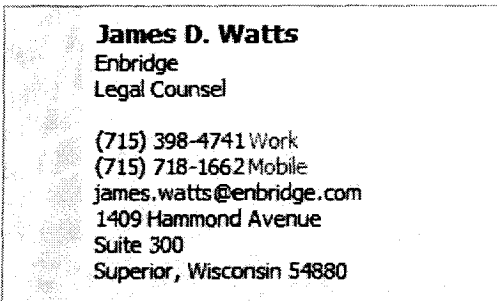 James D. Watts
Enbridge
Legal Counsel
(715) 398-4741 Work
(715) 718-1662 Mobile
james.watts@enbridge.com
1409 Hammond Avenue
Suite 300
Superior, Wisconsin 54880